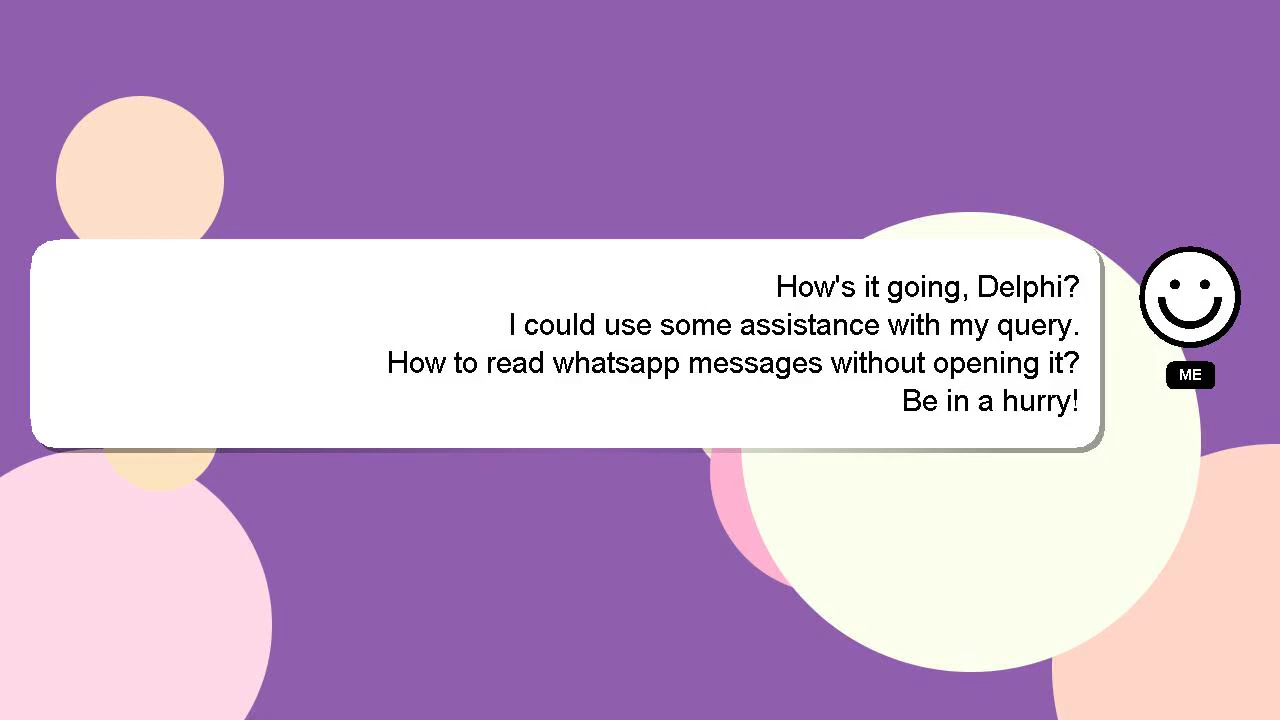 How's it going, Delphi?
I could use some assistance with my query.
How to read whatsapp messages without opening it?
Be in a hurry!
ME